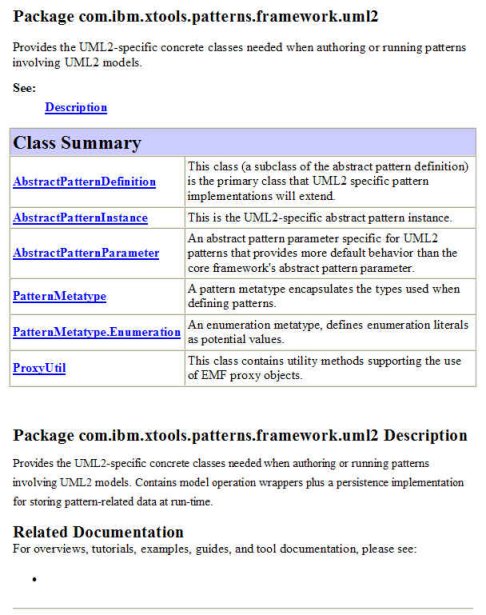 Package com.ibm.xtools.patterns.framework.uml2
Provides the UML2-specific concrete classes needed when authoring or running patterns
involving UML2 models.
See:
Description
Class Summary
AbstractPatternDefinition
This class (a subclass of the abstract pattern definition)
is the primary class that UML2 specific pattern
implementations will extend.
AbstractPatternInstance
This is the UML2-specific abstract pattern instance.
AbstractPatternParameter
An abstract pattern parameter specific for UML2
patterns that provides more default behavior than the
core framework's abstract pattern parameter.
PatternMetatype
A pattern metatype encapsulates the types used when
defining patterns.
PatternMetatype.Enumeration
An enumeration metatype, defines enumeration literals
as potential values.
ProxyUtil
This class contains utility methods supporting the use
of EMF proxy objects.
Package com.ibm.xtools.patterns.framework.uml2 Description
Provides the UML2-specific concrete classes needed when authoring or running patterns
involving UML2 models. Contains model operation wrappers plus a persistence implementation
for storing pattern-related data at run-time.
Related Documentation
For overviews, tutorials, examples, guides, and tool documentation, please see: